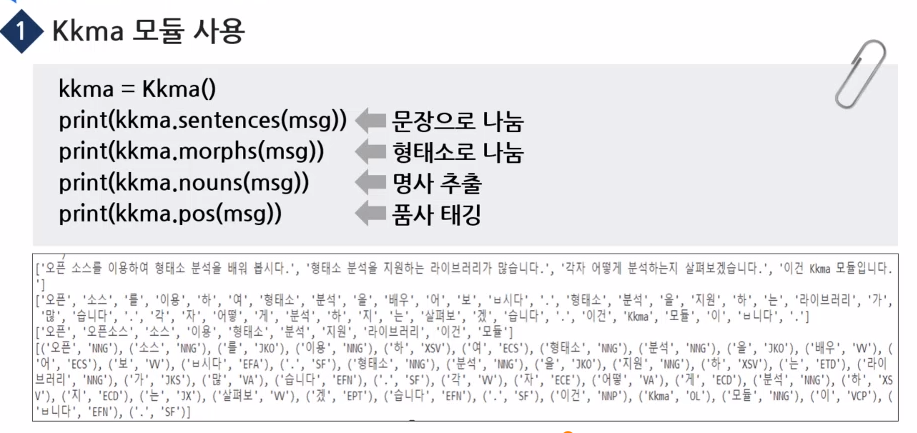 1 Kkma 모듈 사용
kkma = Kkma()
print(kkma.sentences(msg)) 문장으로 나눔
print(kkma.morphs(msg)) 형태소로 나눔
print(kkma.nouns(msg)) 명사 추출
print(kkma.pos(msg)) 품사 태깅
['오픈 소스를 이용하여 형태소 분석을 배워 봅시다.', '형태소 분석을 지원하는 라이브러리가 많습니다.', '각자 어떻게 분석하는지 살펴보겠습니다.', '이건 Kkma 모듈입니다.
']
['오픈', '소스', '를', '이용', '하', '여', '형태소', '분석', '을', '배우', '어', '보', 'ㅂ시다', '.', '형태소', '분석', '을', '지원', '하', '는', '라이브러리', '가',
'많', '습니다', '.', '각', '자', '어떻', '게', '분석', '하', '지', '는', '살펴보', '겠', '습니다', '.', '이건', 'Kkma', '모듈', '이', 'ㅂ니다', '.']
['오픈', '오픈소스', '소스', '이용', '형태소', '분석', '지원', '라이브러리', '이건', '모듈']
[('오픈', 'NNG'), ('소스', 'NNG'), ('를', 'JKO'), ('이용', 'NNG'), ('하', 'XSV'), ('여', 'ECS'), ('형태소', 'NNG'), ('분석', 'NNG'), ('을', 'JKO'), ('배우', 'VV'), (
'어', 'ECS'), ('보', 'VV'), ('ㅂ시다', 'EFA'), ('.', 'SF'), ('형태소', 'NNG'), ('분석', 'NNG'), ('을', 'JKO'), ('지원', 'NNG'), ('하', 'XSV'), ('는', 'ETD'), ('라이
브러리', 'NNG'), ('가', 'JKS'), ('많', 'VA'), ('습니다', 'EFN'), ('.', 'SF'), ('각', 'VV'), ('자', 'ECE'), ('어떻', 'VA'), ('게', 'ECD'), ('분석', 'NNG'), ('하', 'XS
V'), ('지', 'ECD'), ('는', 'JX'), ('살펴보', 'VV'), ('겠', 'EPT'), ('습니다', 'EFN'), ('.', 'SF'), ('이건', 'NNP'), ('Kkma', 'OL'), ('모듈', 'NNG'), ('이', 'VCP'), (
'ㅂ니다', 'EFN'), ('.', 'SF')]